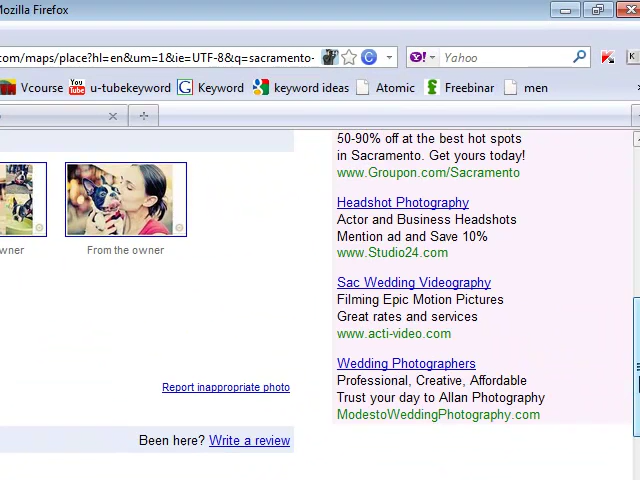 Mozilla Firefox
com/maps/place?hl=en&um=1&ie=UTF-8&q=sacramento-
Yahoo
Vcourse
u-tubekeyword
Keyword
keyword ideas
Atomic
Freebinar
men
50-90% off at the best hot spots
in Sacramento. Get yours today!
www.Groupon.com/Sacramento
Headshot Photography
Actor and Business Headshots
Mention ad and Save 10%
www.Studio24.com
Sac Wedding Videography
Filming Epic Motion Pictures
Great rates and services
www.acti-video.com
Wedding Photographers
Professional, Creative, Affordable
Trust your day to Allan Photography
ModestoWeddingPhotography.com
wner
From the owner
Report inappropriate photo
Been here? Write a review